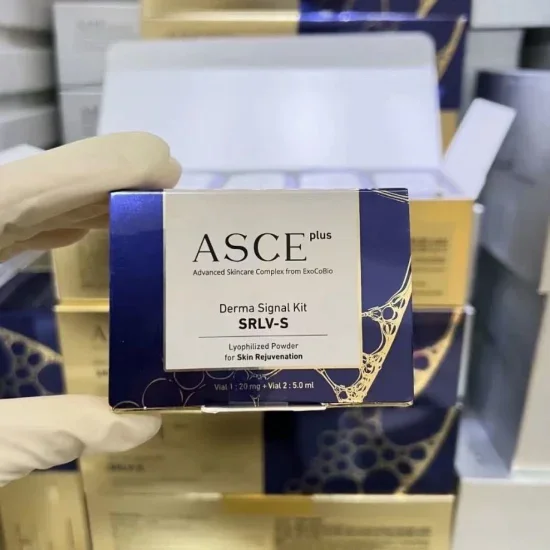 ASCE plus
Advanced Skincare Complex from ExoCoBio
Derma Signal Kit
SRLV-S
Lyophilized Powder
for Skin Rejuvenation
Vial 1 : 20 mg + Vial 2 : 5.0 ml